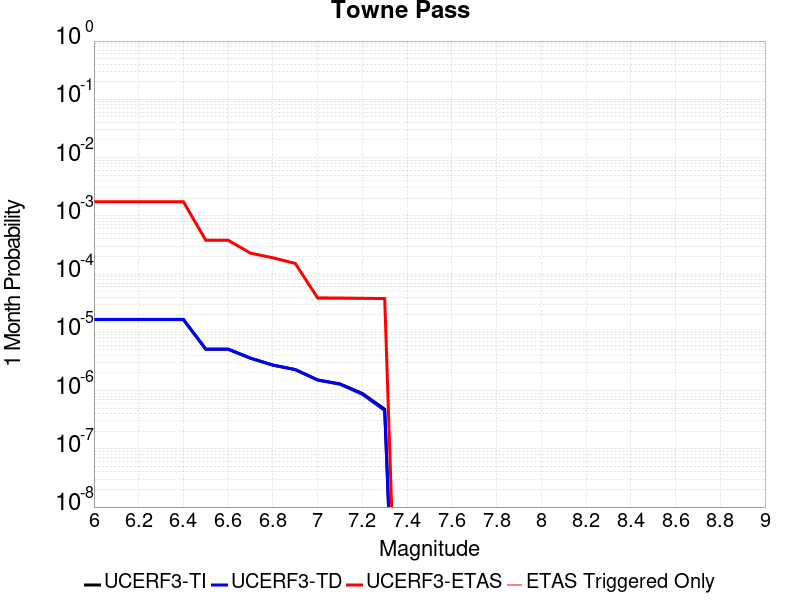 Towne Pass
10^0
10^-1
10^-2
10^-3
10^-4
10^-5
10^-6
10^-7
10^-8
1 Month Probability
6 6.2 6.4 6.6 6.8 7 7.2 7.4 7.6 7.8 8 8.2 8.4 8.6 8.8 9
Magnitude
UCERF3-TI UCERF3-TD UCERF3-ETAS ETAS Triggered Only